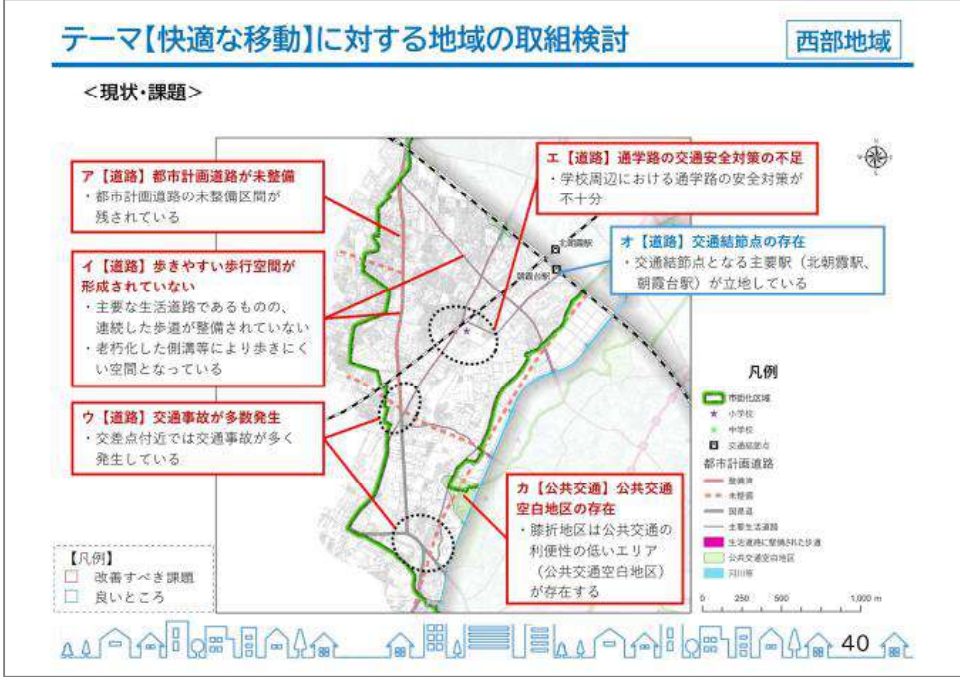 テーマ【快適な移動】に対する地域の取組検討
西部地域
＜現状・課題＞
ア【道路】都市計画道路が未整備
・都市計画道路の未整備区間が
残されている
イ【道路】歩きやすい歩行空間が
形成されていない
・主要な生活道路であるものの、
連続した歩道が整備されていない
・老朽化した側溝等により歩きにく
い空間となっている
ウ【道路】交通事故が多数発生
・交差点付近では交通事故が多く
発生している
エ【道路】通学路の交通安全対策の不足
・学校周辺における通学路の安全対策が
不十分
オ【道路】交通結節点の存在
・交通結節点となる主要駅（北朝霞駅、
朝霞台駅）が立地している
北朝霞駅
朝霞台駅
カ【公共交通】公共交通
空白地区の存在
・膝折地区は公共交通の
利便性の低いエリア
（公共交通空白地区）
が存在する
【凡例】
改善すべき課題
良いところ
凡例
市街化区域
小学校
中学校
交通結節点
都市計画道路
整備済
未整備
国県道
主要生活道路
生活道路に整備された歩道
公共交通空白地区
河川等
0 250 500 1,000 m
40